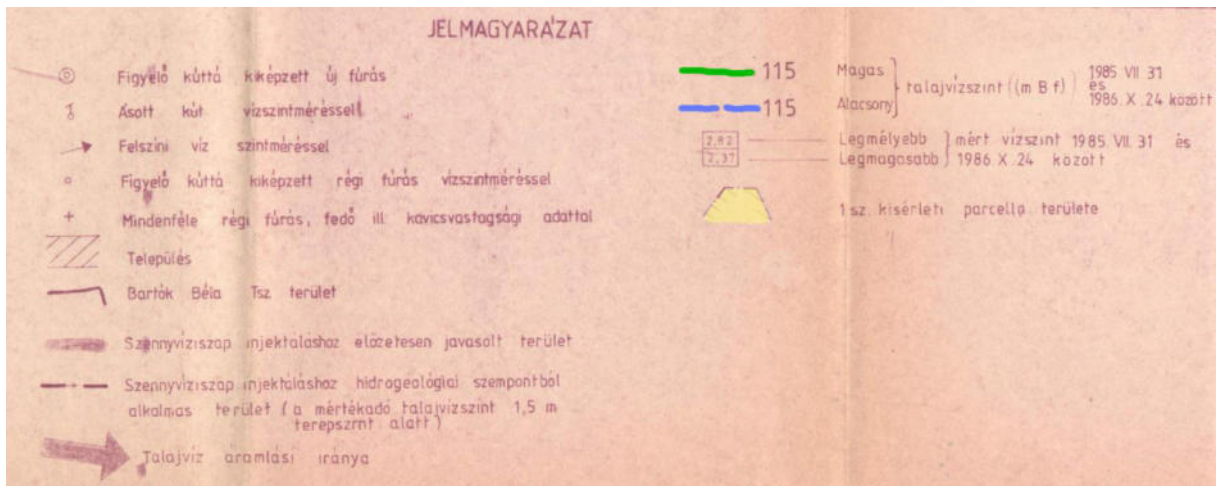 JELMAGYARÁZAT
Figyelő kúttá kiképzett új fúrás
Ásott kút vízszintméréssel
Felszíni víz szintméréssel
Figyelő kúttá kiképzett régi fúrás vízszintméréssel
Mindenféle régi fúrás, fedő ill. kavicsvastagsági adattal
Település
Bartók Béla Tsz terület
Szennyvíziszap injektáláshoz előzetesen javasolt terület
Szennyvíziszap injektáláshoz hidrogeológiai szempontból
alkalmas terület (a mértékadó talajvízszint 1,5 m
terepszint alatt)
Talajvíz áramlási iránya
115 Magas
115 Alacsony
talajvízszint ((m B f)
1985 VII 31
és
1986. X. 24 között
2,82 Legmélyebb
2,37 Legmagasabb
mért vízszint 1985 VII. 31 és
1986 X. 24 között
1 sz. kísérleti parcella területe